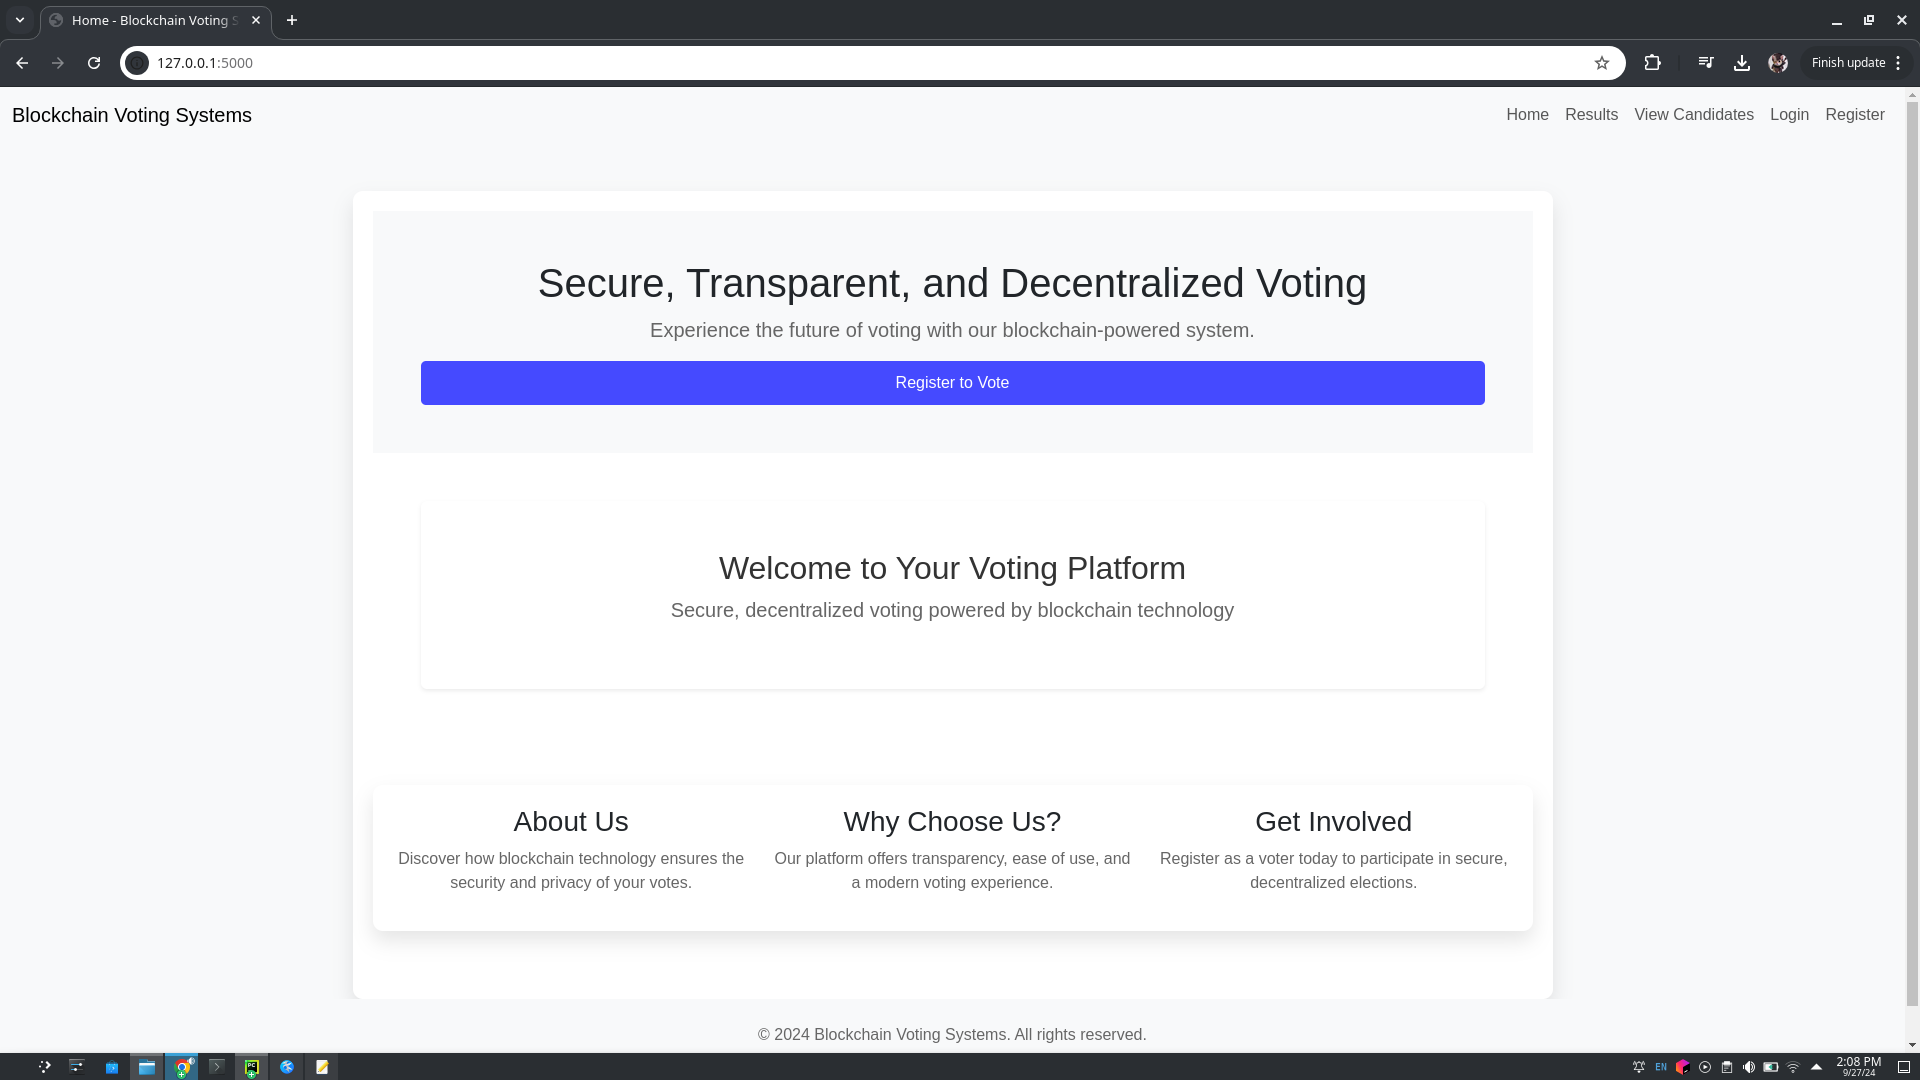 Home - Blockchain Voting S
127.0.0.1:5000
Finish update
Blockchain Voting Systems
Home Results View Candidates Login Register
Secure, Transparent, and Decentralized Voting
Experience the future of voting with our blockchain-powered system.
Register to Vote
Welcome to Your Voting Platform
Secure, decentralized voting powered by blockchain technology
About Us
Discover how blockchain technology ensures the
security and privacy of your votes.
Why Choose Us?
Our platform offers transparency, ease of use, and
a modern voting experience.
Get Involved
Register as a voter today to participate in secure,
decentralized elections.
© 2024 Blockchain Voting Systems. All rights reserved.
EN
2:08 PM
9/27/24